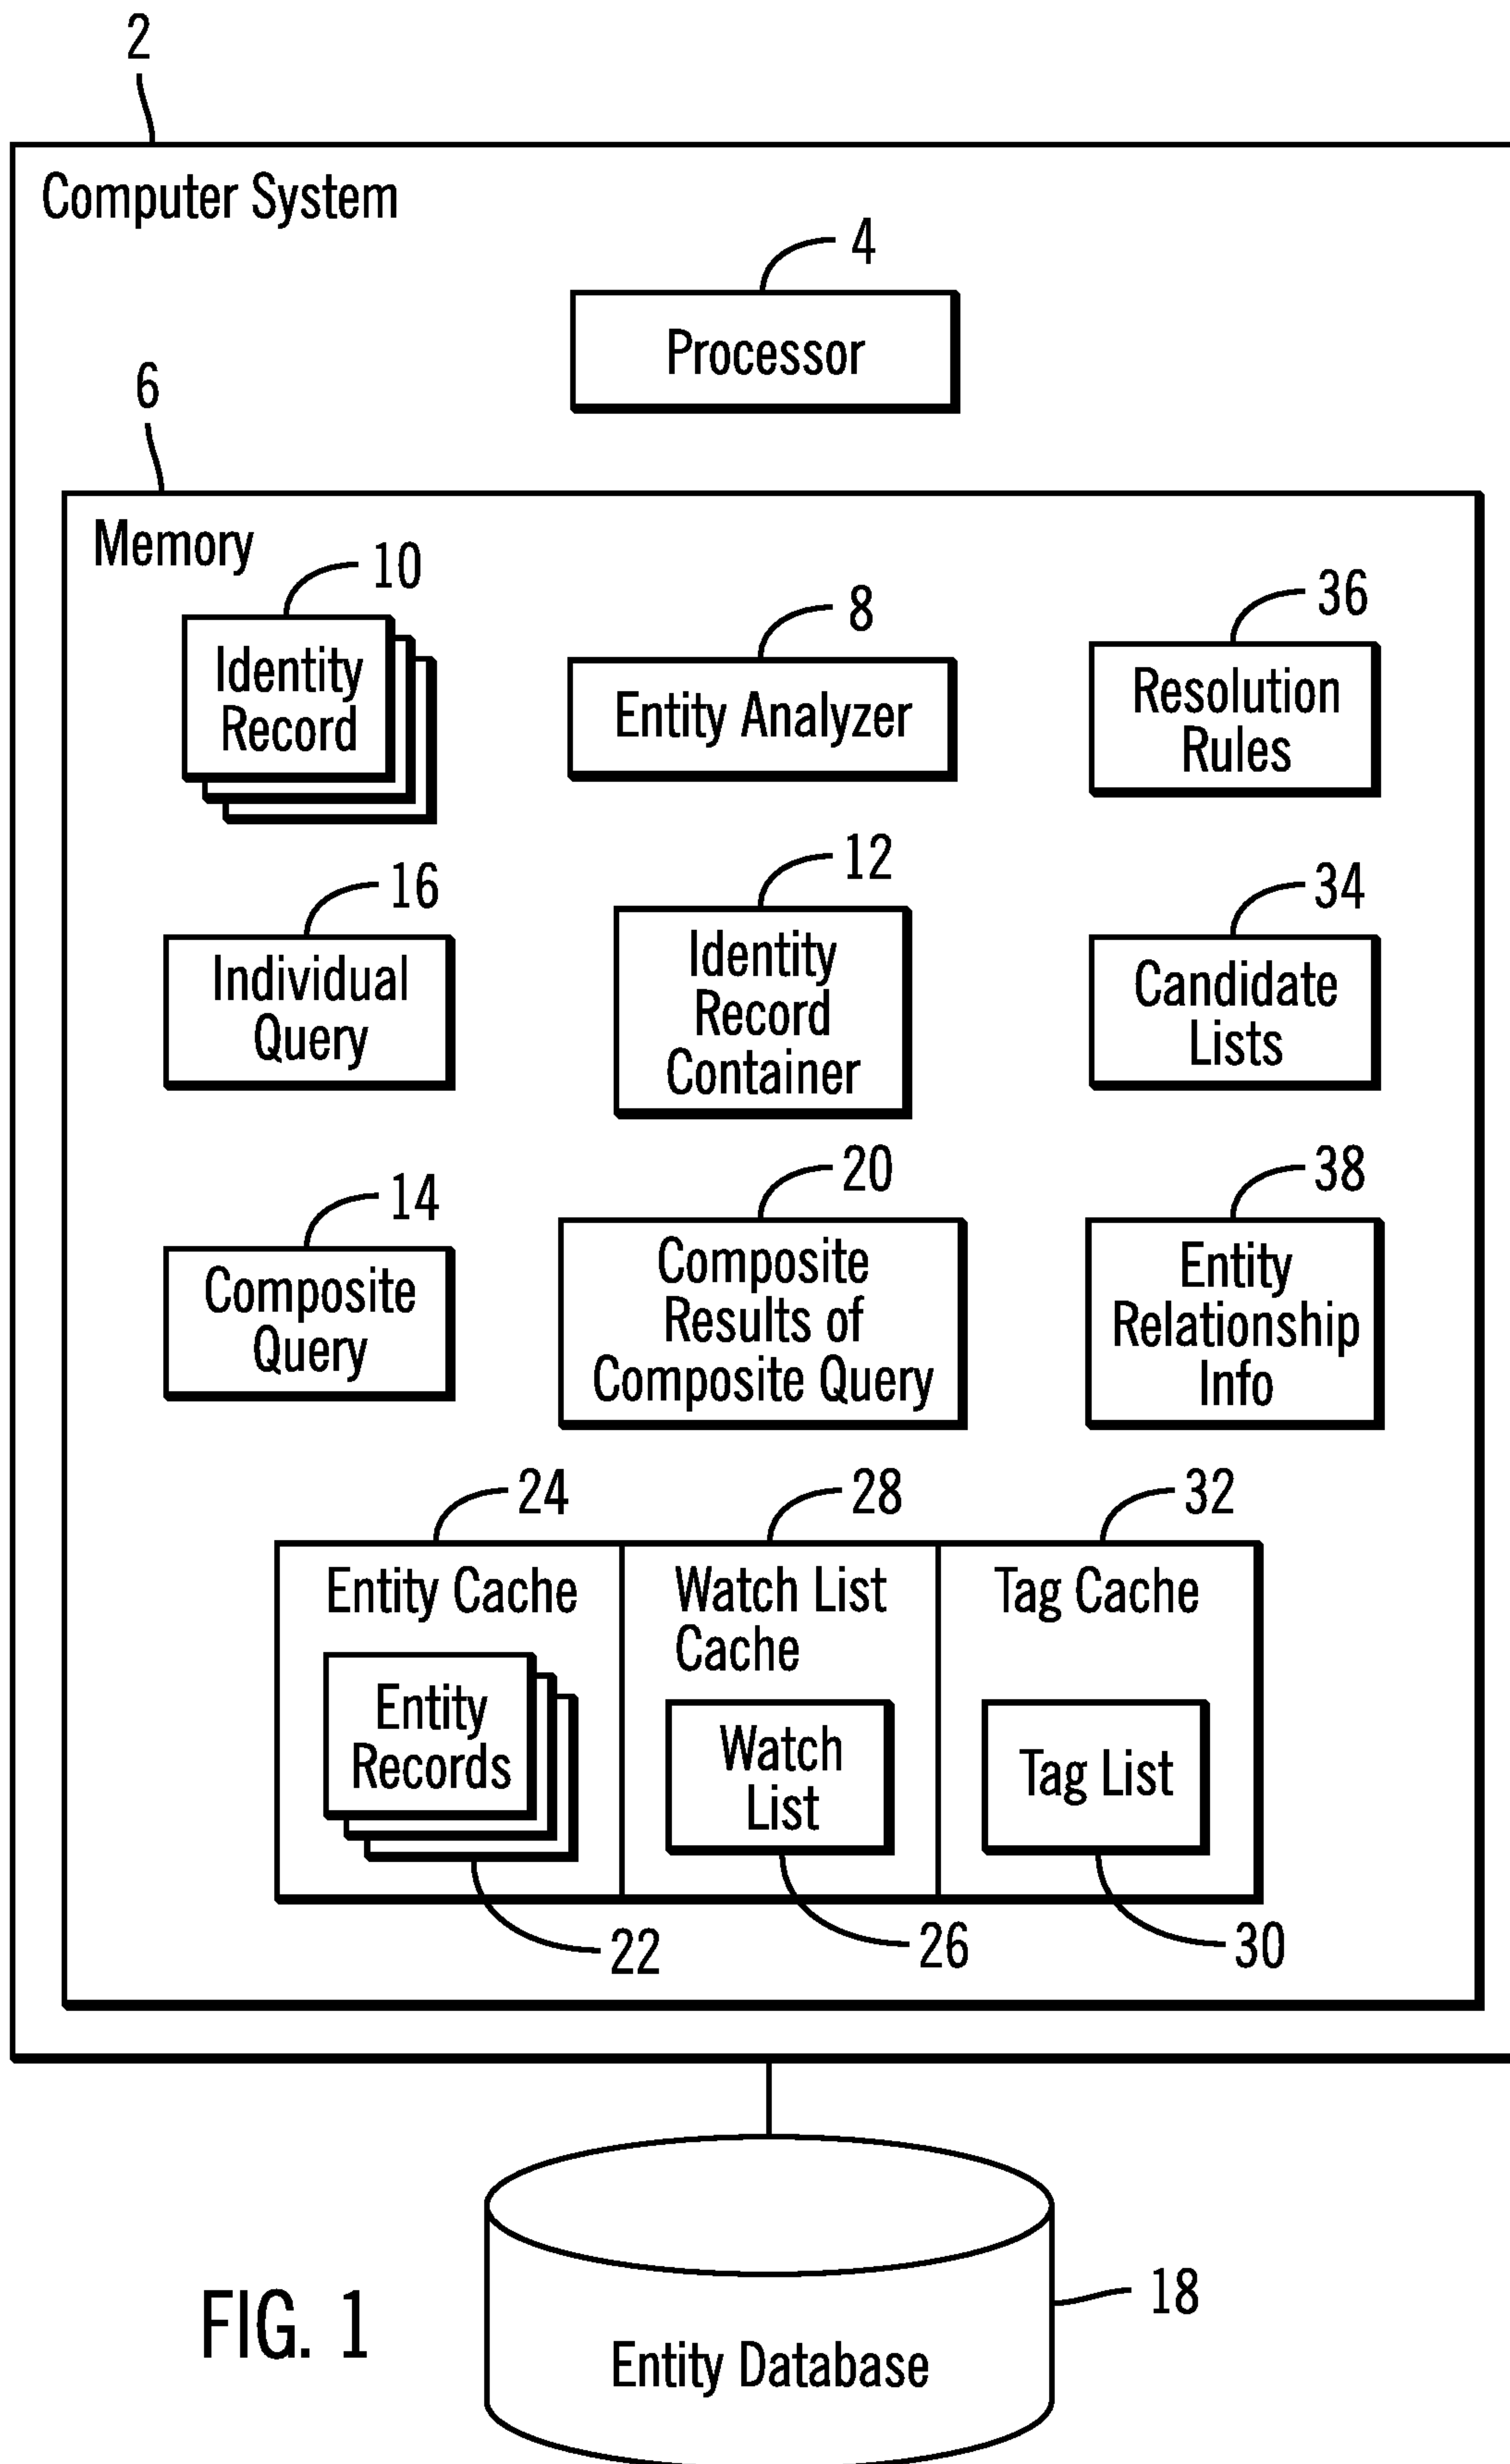 2
Computer System
4
Processor
6
Memory
10
Identity
Record
8
Entity Analyzer
36
Resolution
Rules
16
Individual
Query
12
Identity
Record
Container
34
Candidate
Lists
14
Composite
Query
20
Composite
Results of
Composite Query
38
Entity
Relationship
Info
24
Entity Cache
Entity
Records
22
28
Watch List
Cache
Watch
List
26
32
Tag Cache
Tag List
30
18
Entity Database
FIG. 1